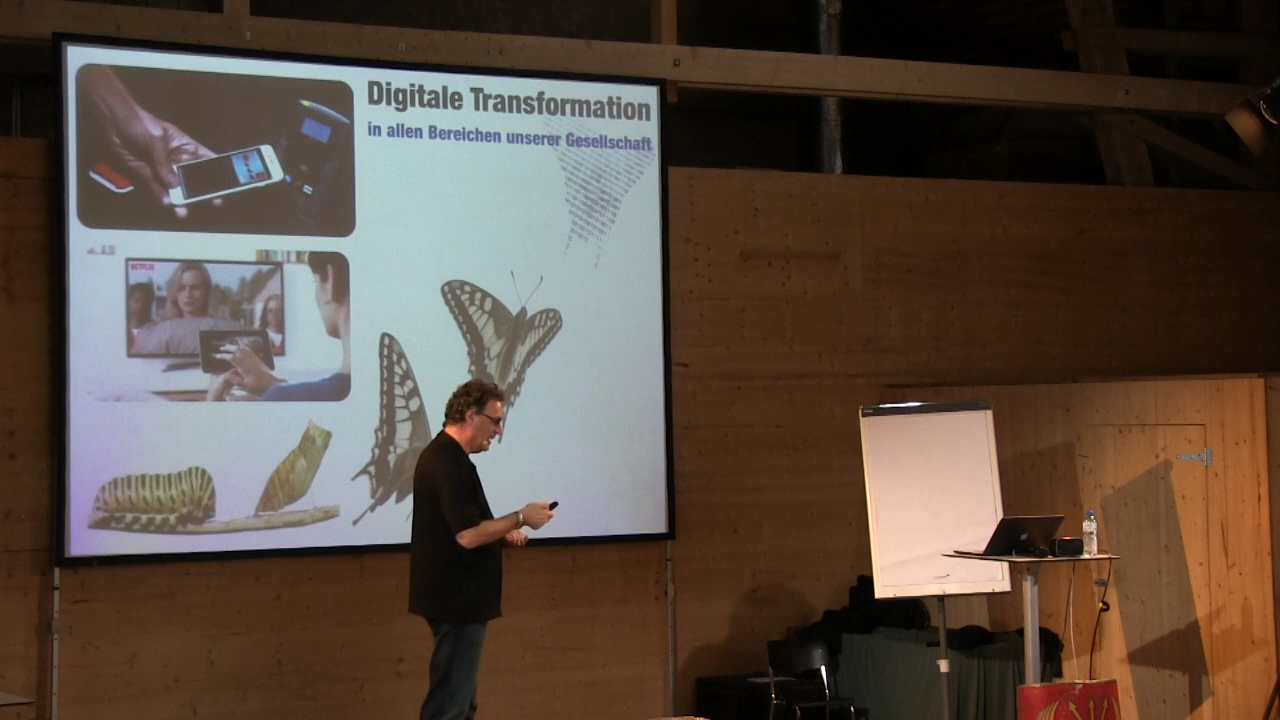 Digitale Transformation
in allen Bereichen unserer Gesellschaft
NETFLIX